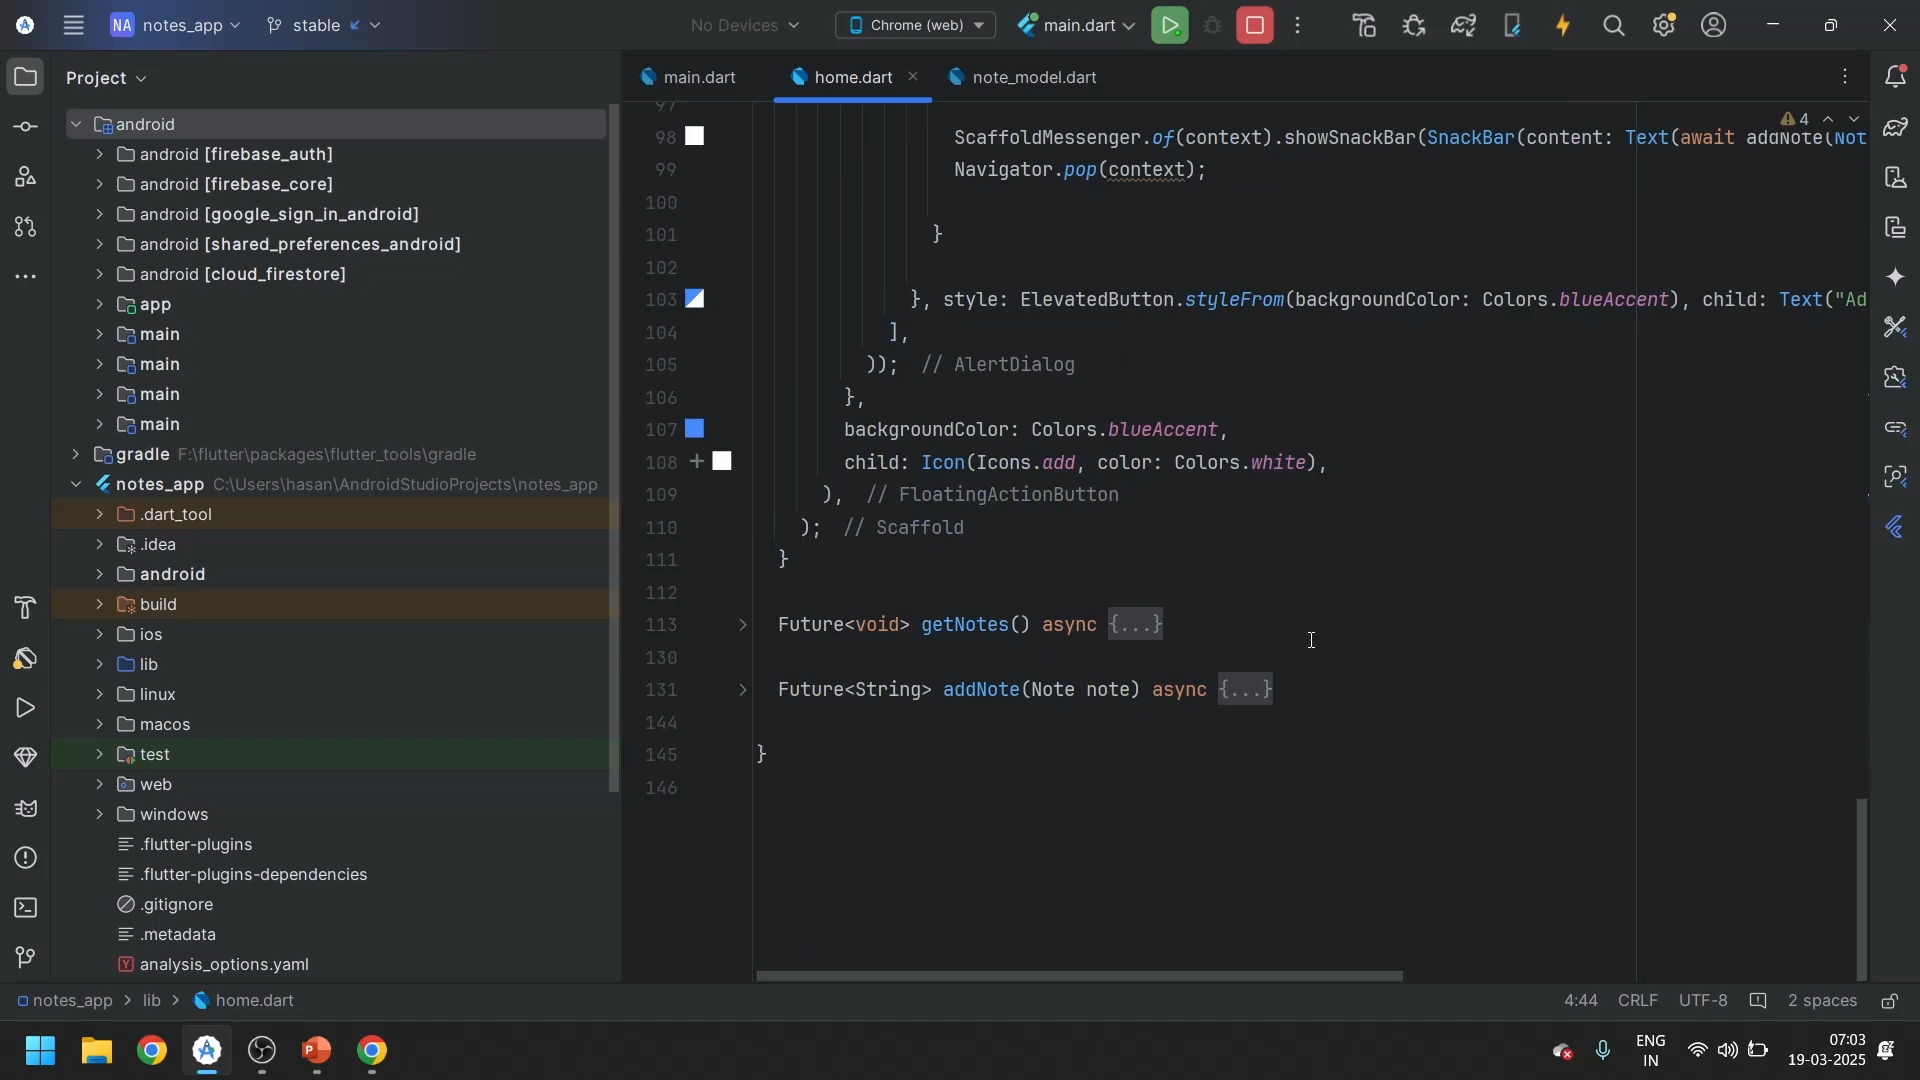 NA notes_app
stable
No Devices
Chrome (web)
main.dart
Project
android
android [firebase_auth]
android [firebase_core]
android [google_sign_in_android]
android [shared_preferences_android]
android [cloud_firestore]
app
main
main
main
main
gradle F:\flutter\packages\flutter_tools\gradle
notes_app C:\Users\hasan\AndroidStudioProjects\notes_app
.dart_tool
.idea
android
build
ios
lib
linux
macos
test
web
windows
.flutter-plugins
.flutter-plugins-dependencies
.gitignore
.metadata
analysis_options.yaml
main.dart
home.dart
note_model.dart
4
97
98 ScaffoldMessenger.of(context).showSnackBar(SnackBar(content: Text(await addNote(Not
99 Navigator.pop(context);
100
101 }
102
103 }, style: ElevatedButton.styleFrom(backgroundColor: Colors.blueAccent), child: Text("Ad
104 ],
105 )); // AlertDialog
106 },
107 backgroundColor: Colors.blueAccent,
108 child: Icon(Icons.add, color: Colors.white),
109 ), // FloatingActionButton
110 ); // Scaffold
111 }
112
113 Future<void> getNotes() async {...}
130
131 Future<String> addNote(Note note) async {...}
144
145 }
146
notes_app > lib > home.dart
4:44 CRLF UTF-8 2 spaces
ENG
IN
07:03
19-03-2025